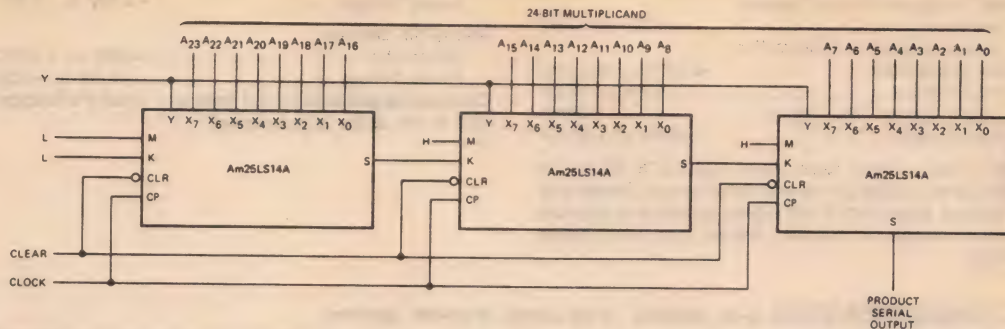 24-BIT MULTIPLICAND
A23 A22 A21 A20 A19 A18 A17 A16
A15 A14 A13 A12 A11 A10 A9 A8
A7 A6 A5 A4 A3 A2 A1 A0
Y
Y X7 X6 X5 X4 X3 X2 X1 X0
L M
L K
Am25LS14A
S
CLR
CP
Y X7 X6 X5 X4 X3 X2 X1 X0
H M
K
Am25LS14A
S
CLR
CP
Y X7 X6 X5 X4 X3 X2 X1 X0
H M
K
Am25LS14A
CLR
CP
S
CLEAR
CLOCK
PRODUCT
SERIAL
OUTPUT